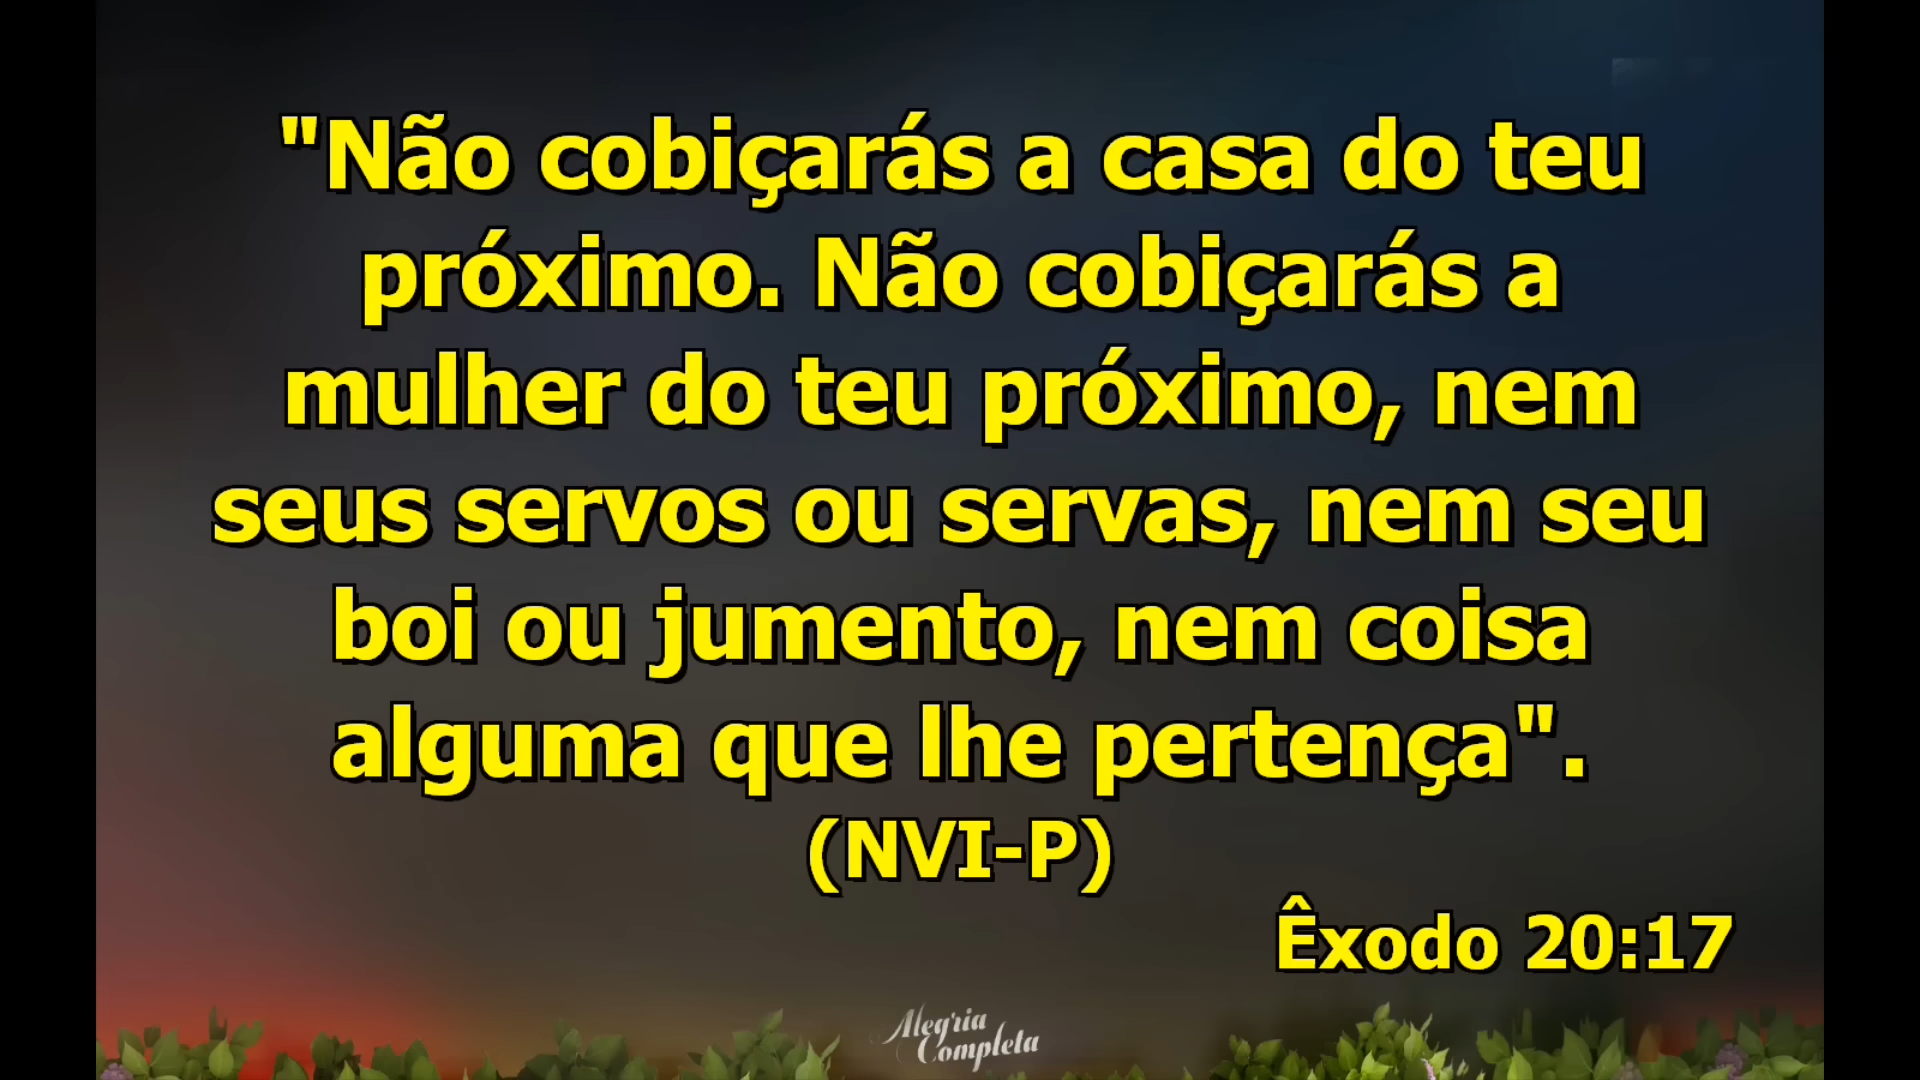 "Não cobiçarás a casa do teu
próximo. Não cobiçarás a
mulher do teu próximo, nem
seus servos ou servas, nem seu
boi ou jumento, nem coisa
alguma que lhe pertença".
(NVI-P)
Êxodo 20:17
Alegria
Completa